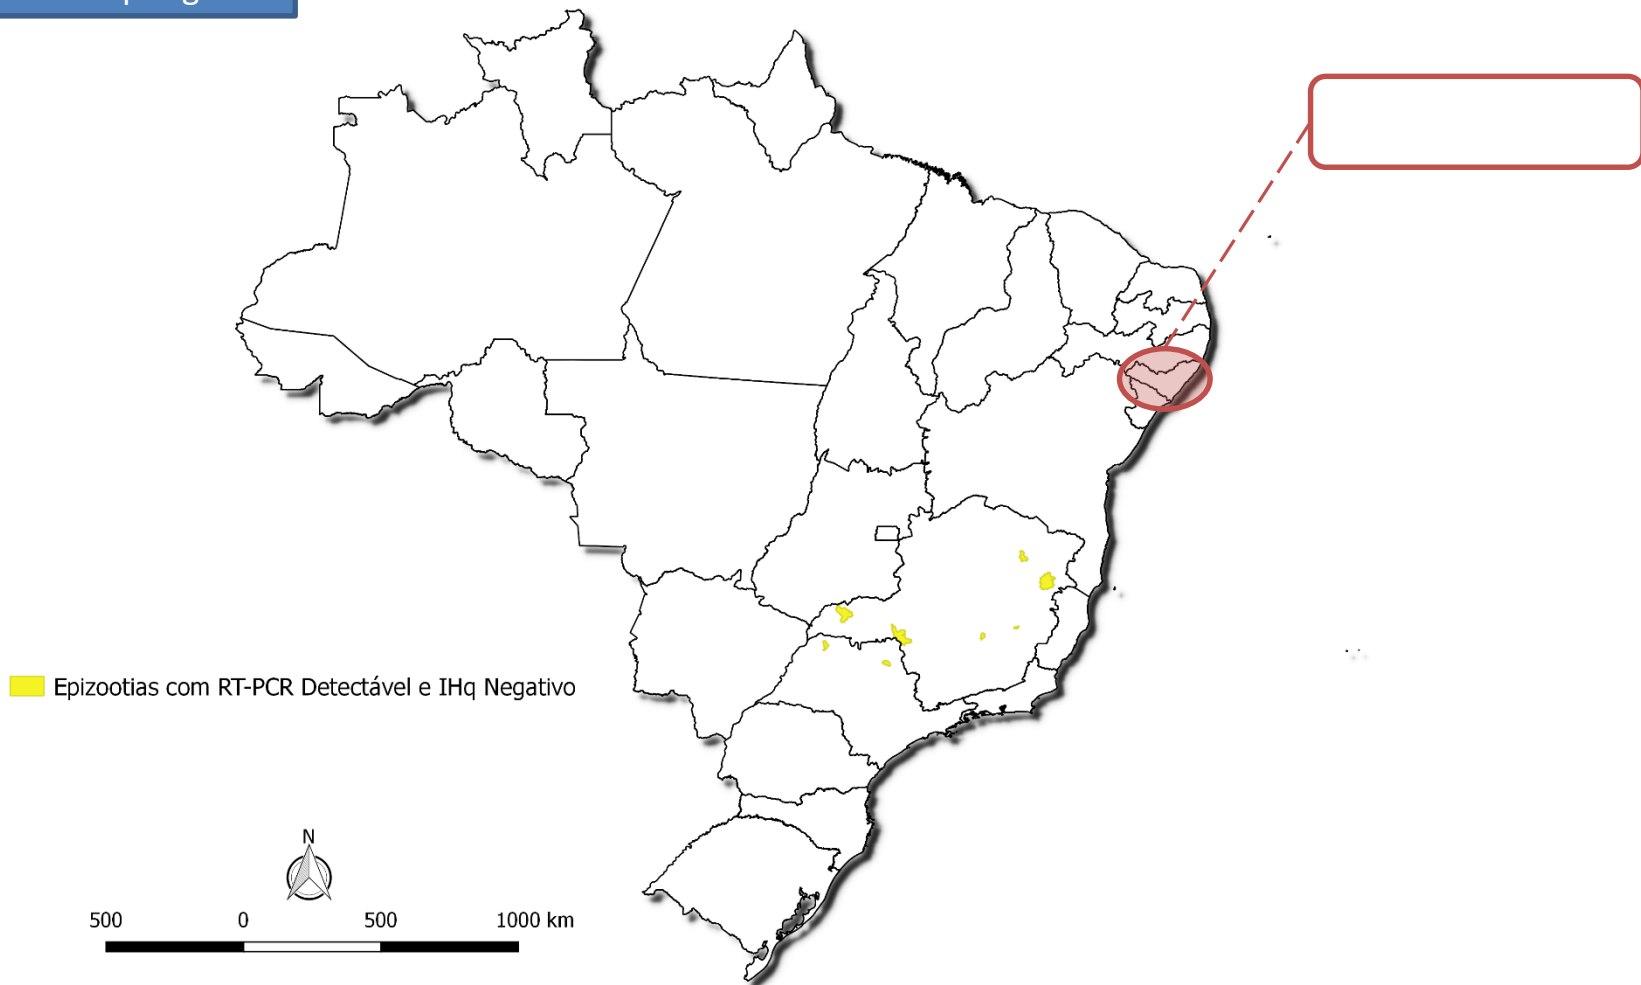 Epizootias com RT-PCR Detectável e IHq Negativo
N
500 0 500 1000 km